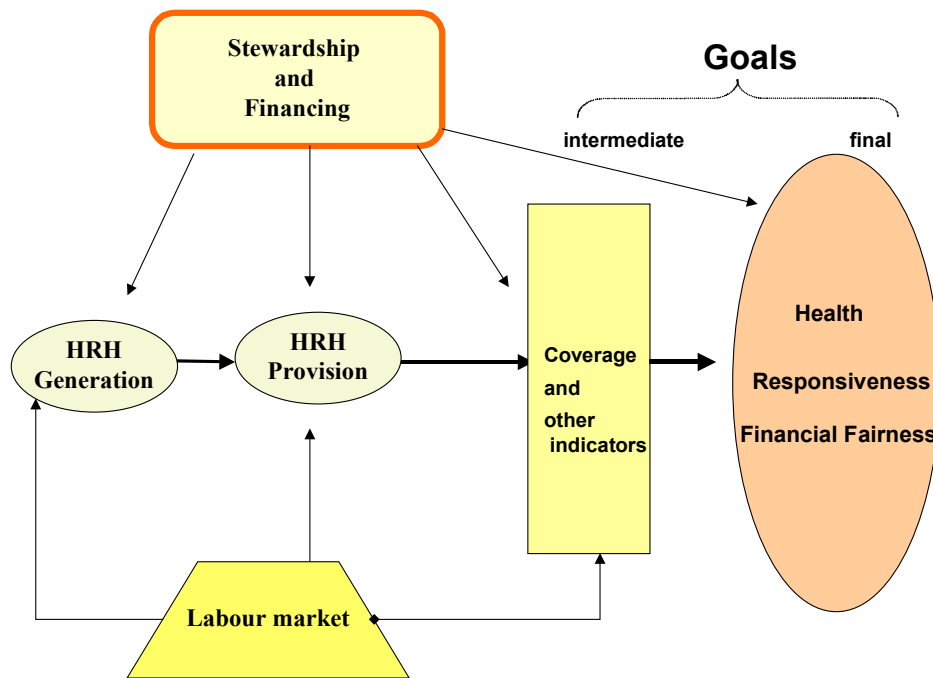 Stewardship
and
Financing
Goals
intermediate
final
HRH
Generation
HRH
Provision
Coverage
and
other
indicators
Health
Responsiveness
Financial Fairness
Labour market